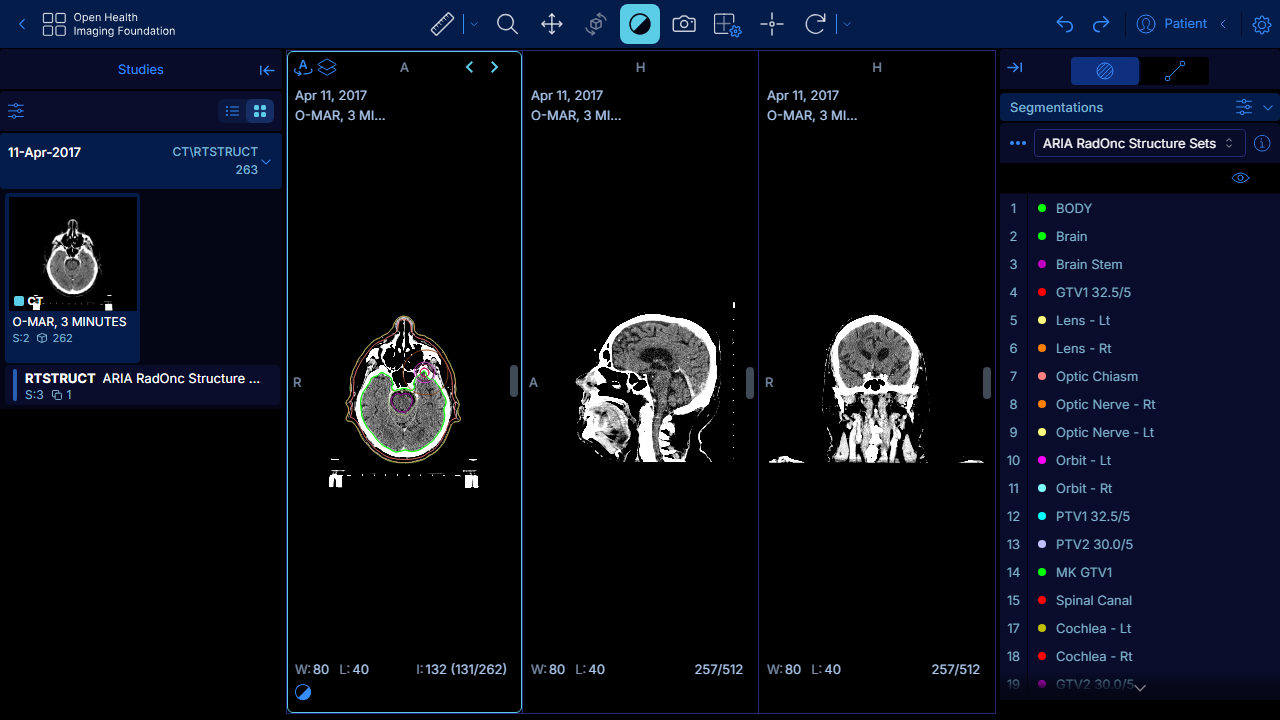 Open Health
Imaging Foundation
Patient
Studies
11-Apr-2017
CT\RTSTRUCT
263
CT
O-MAR, 3 MINUTES
S:2 262
RTSTRUCT ARIA RadOnc Structure ...
S:3 1
A
A
Apr 11, 2017
O-MAR, 3 MI...
R
W: 80 L: 40 I: 132 (131/262)
H
Apr 11, 2017
O-MAR, 3 MI...
A
W: 80 L: 40 257/512
H
Apr 11, 2017
O-MAR, 3 MI...
R
W: 80 L: 40 257/512
Segmentations
ARIA RadOnc Structure Sets
1 BODY
2 Brain
3 Brain Stem
4 GTV1 32.5/5
5 Lens - Lt
6 Lens - Rt
7 Optic Chiasm
8 Optic Nerve - Rt
9 Optic Nerve - Lt
10 Orbit - Lt
11 Orbit - Rt
12 PTV1 32.5/5
13 PTV2 30.0/5
14 MK GTV1
15 Spinal Canal
17 Cochlea - Lt
18 Cochlea - Rt
19 GTV2 30.0/5